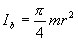 I_b = π/4 mr²